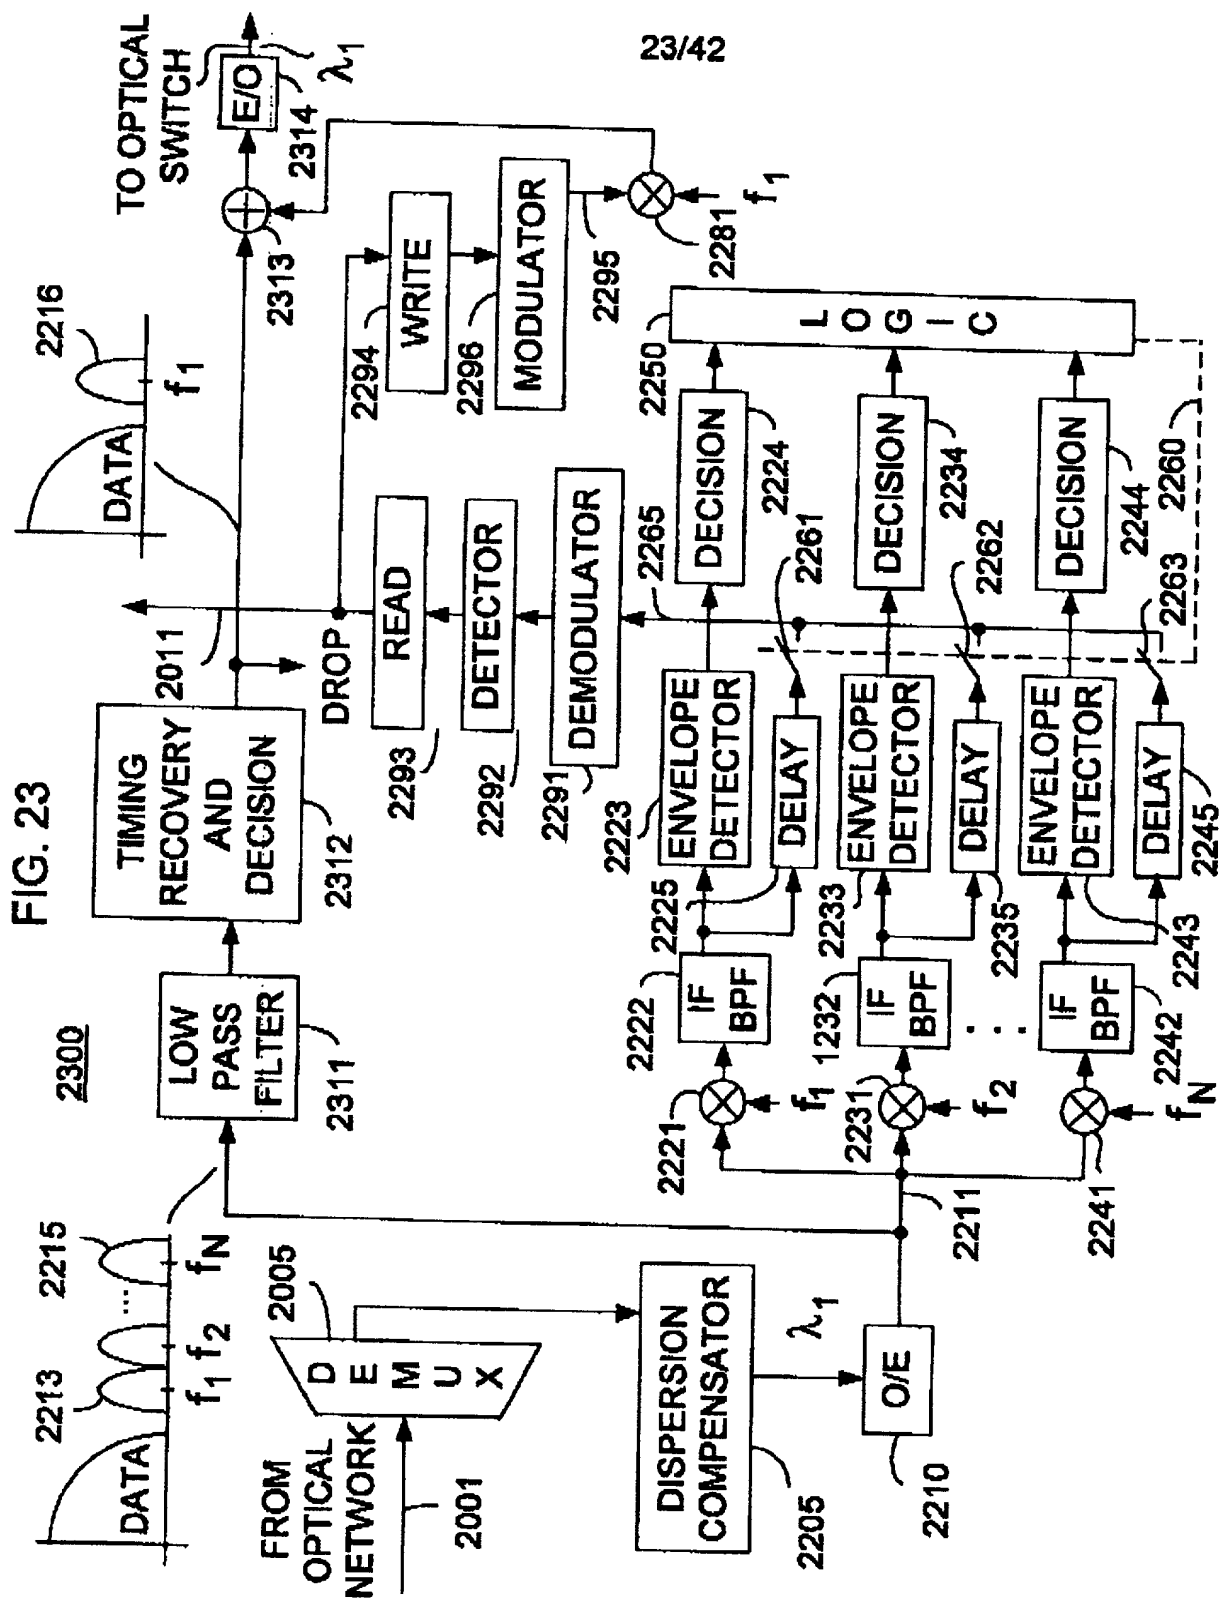 23/42
FIG. 23
2300
DATA
2213
f1
f2
...
2215
fN
FROM
OPTICAL
NETWORK
2001
2005
DEMUX
DISPERSION
COMPENSATOR
2205
λ1
O/E
2210
2211
LOW
PASS
FILTER
2311
TIMING
RECOVERY
AND
DECISION
2312
2011
DROP
DATA
2216
f1
2313
TO OPTICAL
SWITCH
E/O
2314
λ1
READ
2293
DETECTOR
2292
DEMODULATOR
2291
2294
WRITE
2296
MODULATOR
2295
2281
f1
2221
f1
2222
IF
BPF
2225
2223
ENVELOPE
DETECTOR
DELAY
2265
2261
DECISION
2224
2250
LOGIC
2231
f2
1232
IF
BPF
2233
ENVELOPE
DETECTOR
DELAY
2235
2262
DECISION
2234
. . .
2241
fN
IF
BPF
2242
ENVELOPE
DETECTOR
2243
DELAY
2245
2263
DECISION
2244
2260